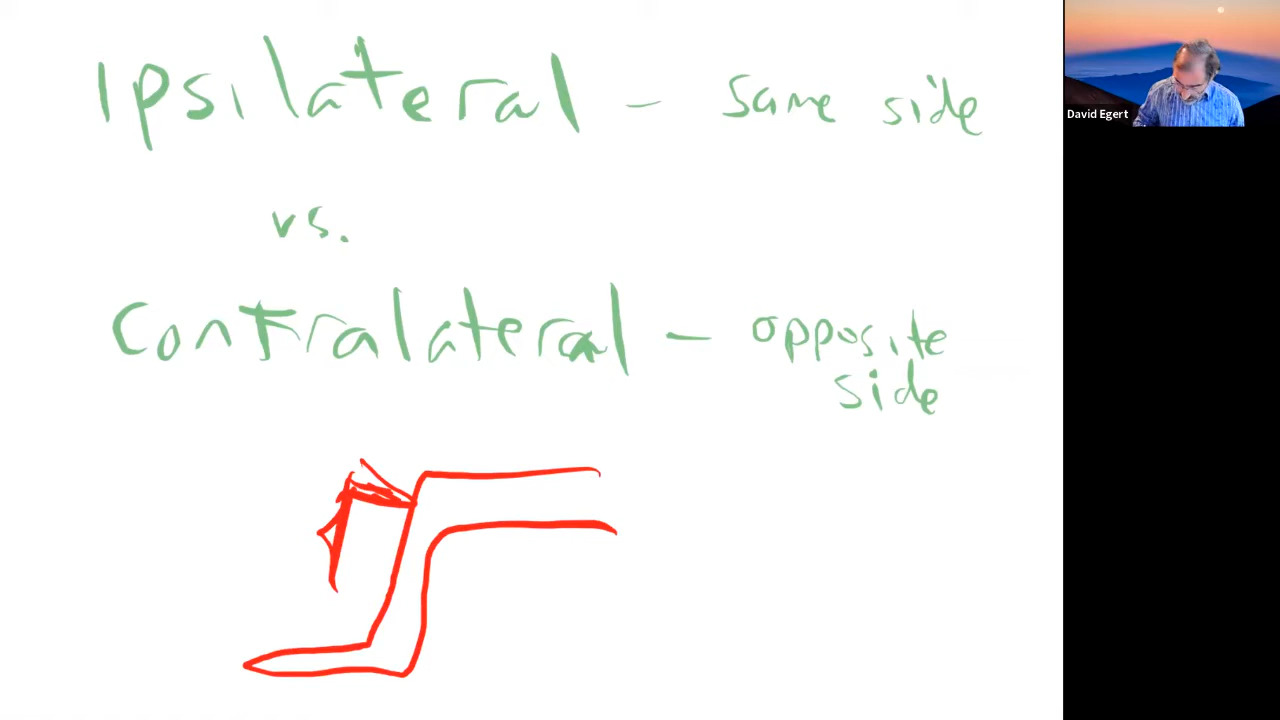 Ipsilateral – same side
David Egert
vs.
Contralateral – opposite
side